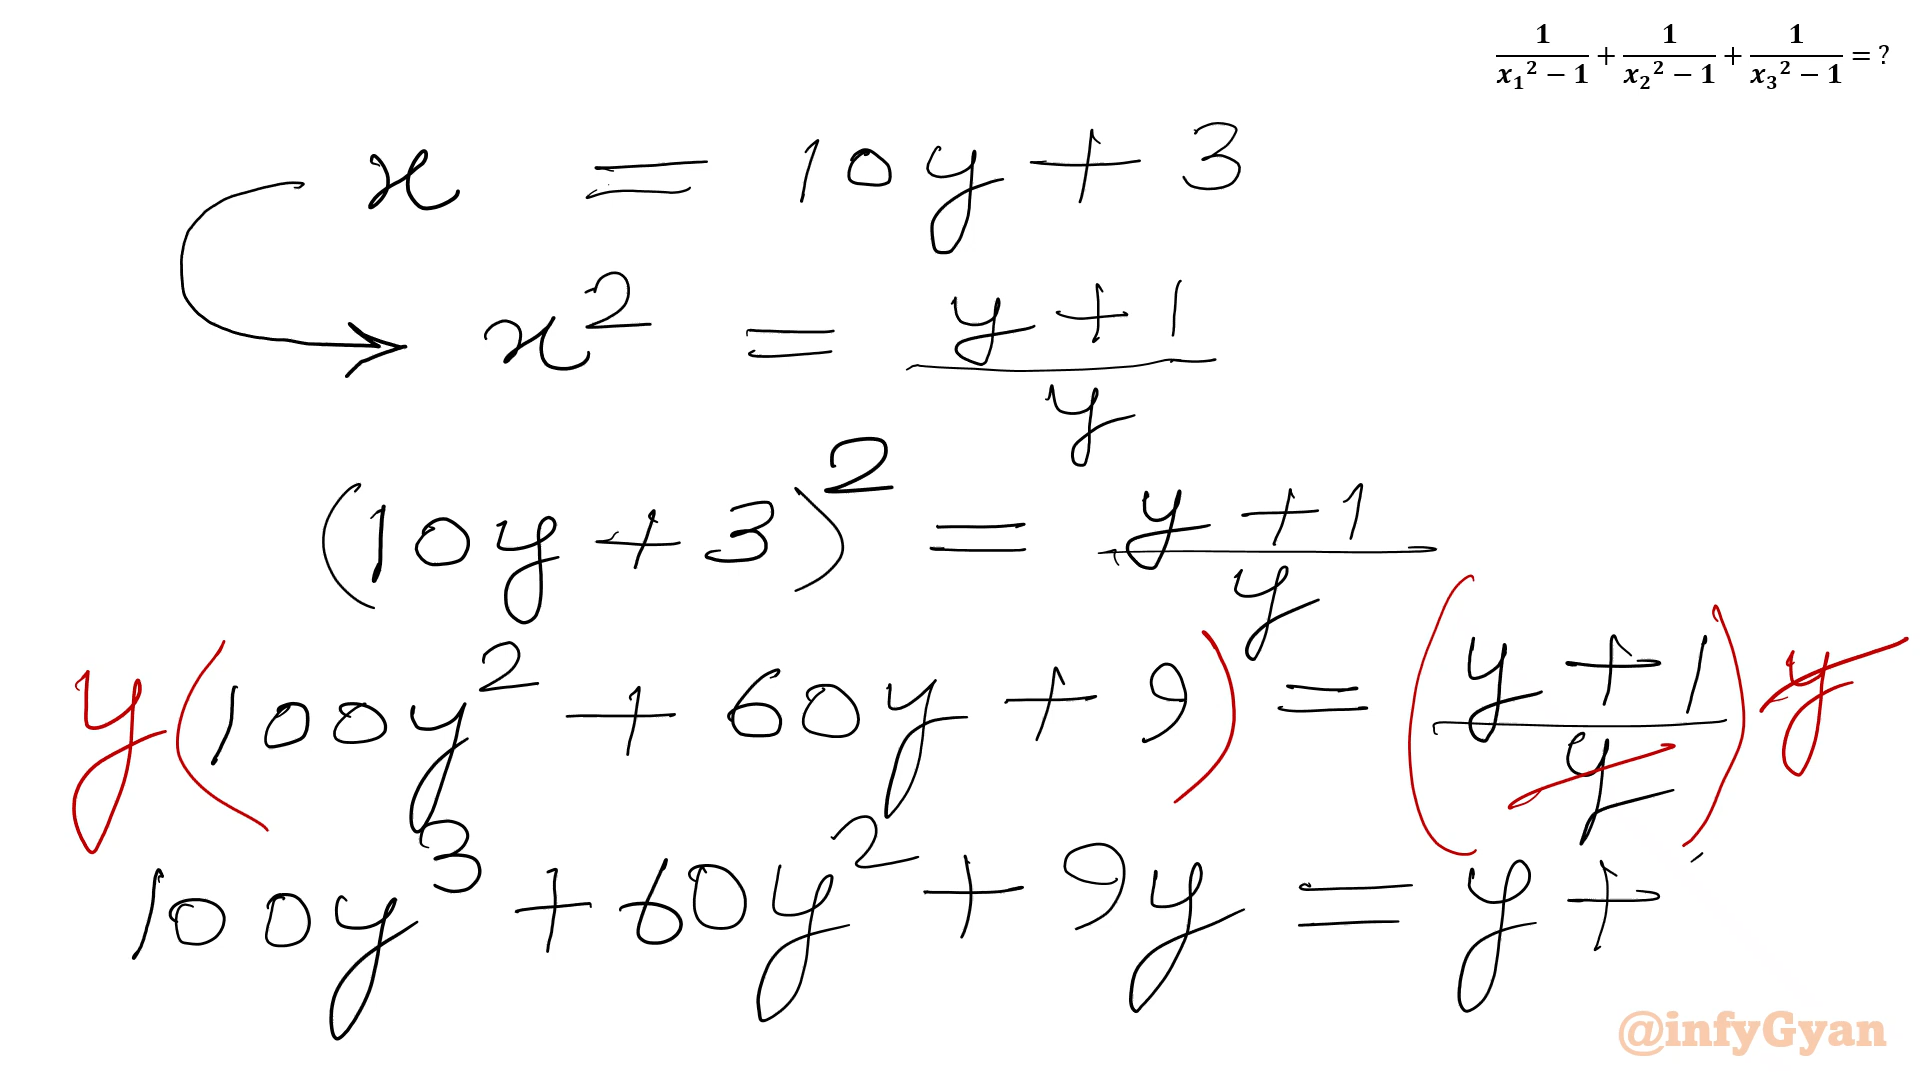 1/(x₁² − 1) + 1/(x₂² − 1) + 1/(x₃² − 1) = ?
x = 10y + 3
x² = (y + 1)/y
(10y + 3)² = (y + 1)/y
y(100y² + 60y + 9) = ((y + 1)/y)y
100y³ + 60y² + 9y = y +
@infyGyan